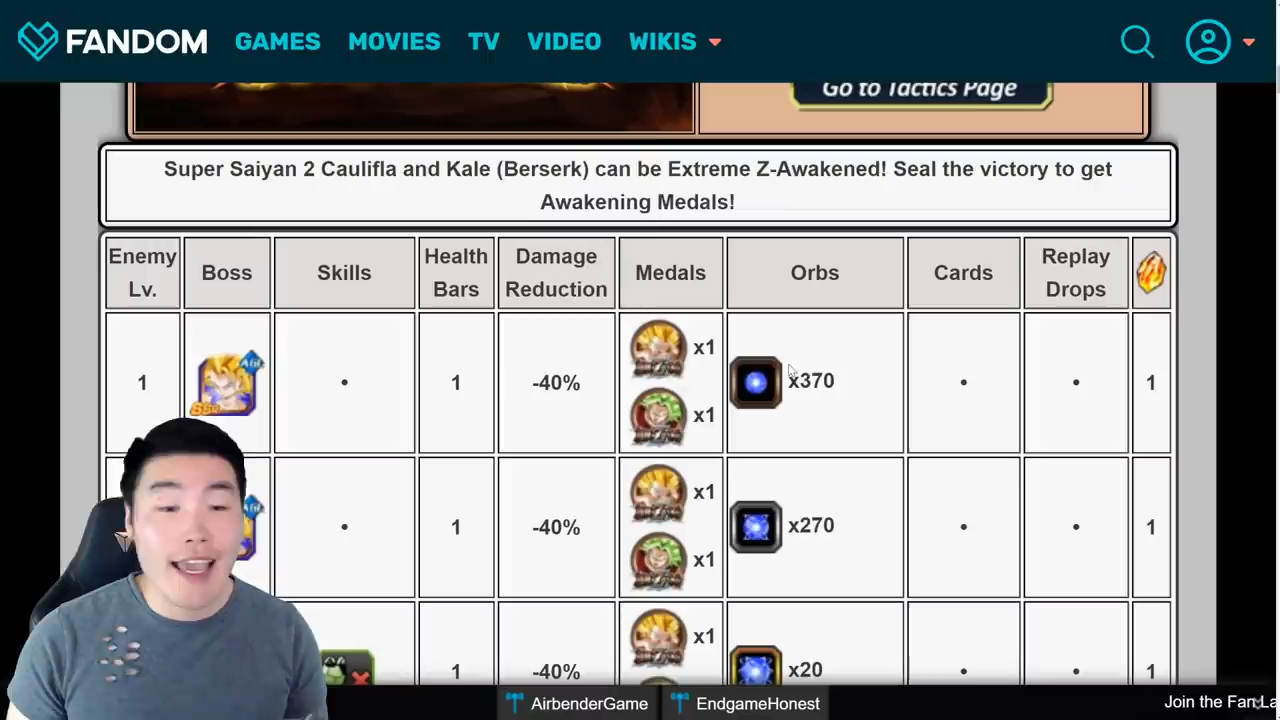 FANDOM GAMES MOVIES TV VIDEO WIKIS
Go to Tactics Page
Super Saiyan 2 Caulifla and Kale (Berserk) can be Extreme Z-Awakened! Seal the victory to get
Awakening Medals!
Enemy Lv. Boss Skills Health Bars Damage Reduction Medals Orbs Cards Replay Drops
1 AGI • 1 -40% x1 x370 • • 1
x1
• 1 -40% x1 x270 • • 1
x1
1 -40% x1 x20 • • 1
AirbenderGame EndgameHonest